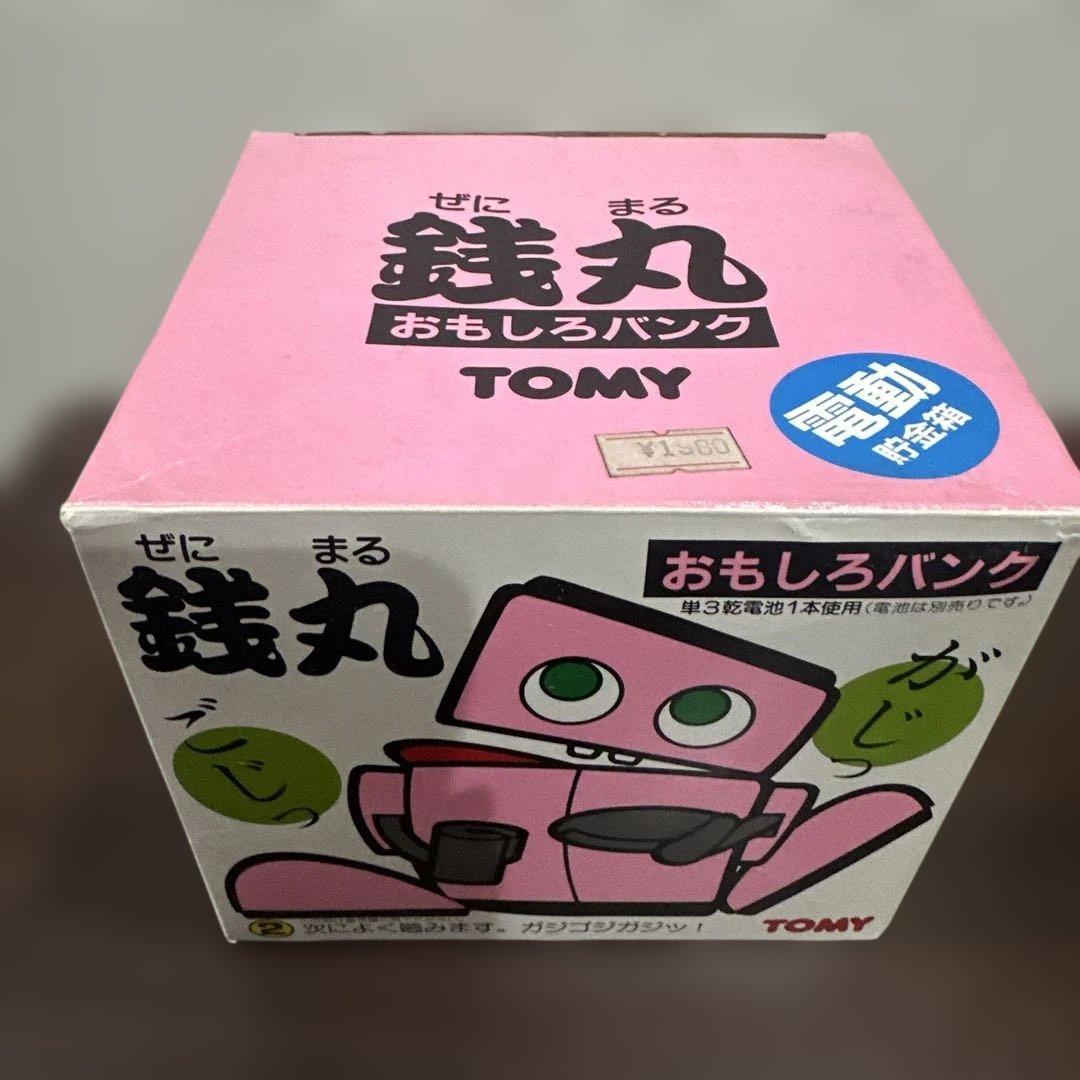 ぜに まる
銭丸
おもしろバンク
TOMY
電動
貯金箱
¥1980
ぜに まる
銭丸
おもしろバンク
単3乾電池1本使用(電池は別売りです。)
がじっ
ごじっ
②次によく噛みます。ガジゴジガジッ!
TOMY